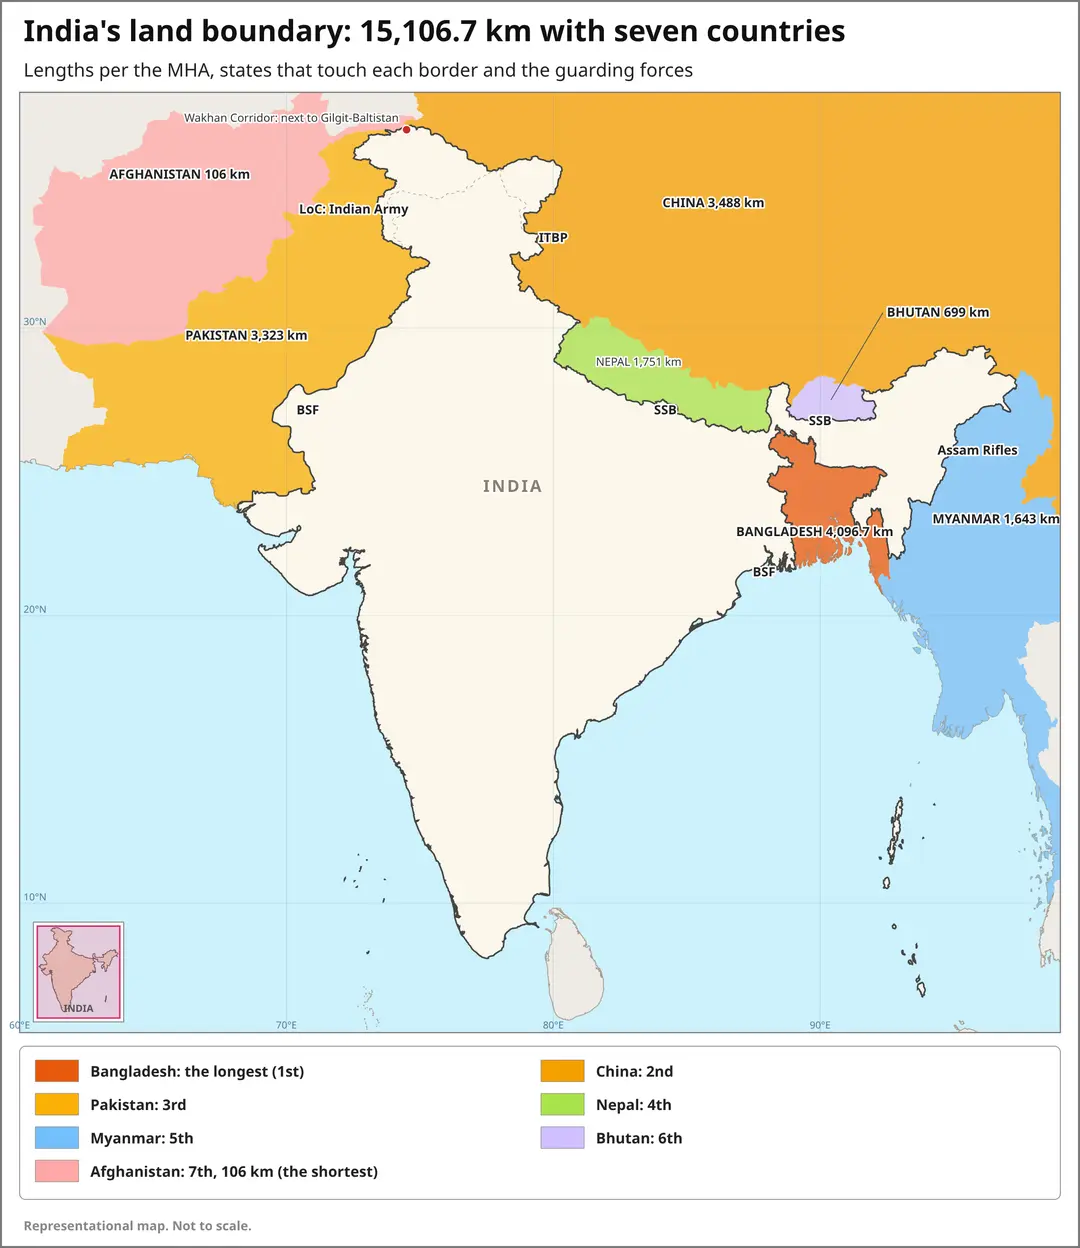 India's land boundary: 15,106.7 km with seven countries
Lengths per the MHA, states that touch each border and the guarding forces
Wakhan Corridor: next to Gilgit-Baltistan
AFGHANISTAN 106 km
CHINA 3,488 km
LoC: Indian Army
ITBP
BHUTAN 699 km
30°N
PAKISTAN 3,323 km
NEPAL 1,751 km
BSF
SSB
SSB
Assam Rifles
INDIA
MYANMAR 1,643 km
BANGLADESH 4,096.7 km
BSF
20°N
10°N
INDIA
60°E
70°E
80°E
90°E
Bangladesh: the longest (1st)
China: 2nd
Pakistan: 3rd
Nepal: 4th
Myanmar: 5th
Bhutan: 6th
Afghanistan: 7th, 106 km (the shortest)
Representational map. Not to scale.